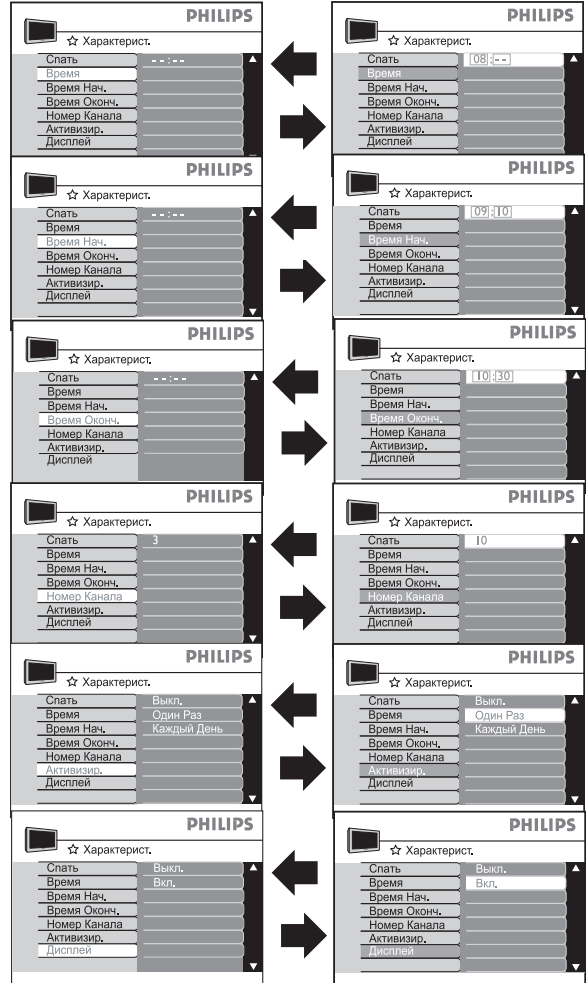 PHILIPS
☆ Характерист.
Спать --:--
Время
Время Нач.
Время Оконч.
Номер Канала
Активизир.
Дисплей
PHILIPS
☆ Характерист.
Спать 08:--
Время
Время Нач.
Время Оконч.
Номер Канала
Активизир.
Дисплей
PHILIPS
☆ Характерист.
Спать --:--
Время
Время Нач.
Время Оконч.
Номер Канала
Активизир.
Дисплей
PHILIPS
☆ Характерист.
Спать 09:10
Время
Время Нач.
Время Оконч.
Номер Канала
Активизир.
Дисплей
PHILIPS
☆ Характерист.
Спать --:--
Время
Время Нач.
Время Оконч.
Номер Канала
Активизир.
Дисплей
PHILIPS
☆ Характерист.
Спать 10:30
Время
Время Нач.
Время Оконч.
Номер Канала
Активизир.
Дисплей
PHILIPS
☆ Характерист.
Спать 3
Время
Время Нач.
Время Оконч.
Номер Канала
Активизир.
Дисплей
PHILIPS
☆ Характерист.
Спать 10
Время
Время Нач.
Время Оконч.
Номер Канала
Активизир.
Дисплей
PHILIPS
☆ Характерист.
Спать Выкл.
Время Один Раз
Время Нач. Каждый День
Время Оконч.
Номер Канала
Активизир.
Дисплей
PHILIPS
☆ Характерист.
Спать Выкл.
Время Один Раз
Время Нач. Каждый День
Время Оконч.
Номер Канала
Активизир.
Дисплей
PHILIPS
☆ Характерист.
Спать Выкл.
Время Вкл.
Время Нач.
Время Оконч.
Номер Канала
Активизир.
Дисплей
PHILIPS
☆ Характерист.
Спать Выкл.
Время Вкл.
Время Нач.
Время Оконч.
Номер Канала
Активизир.
Дисплей